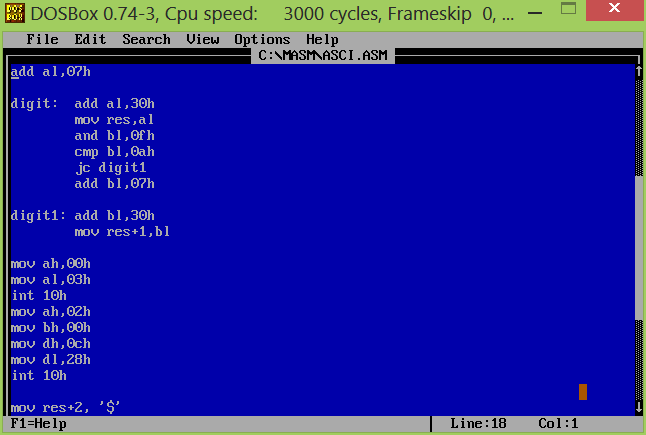 DOS BOX DOSBox 0.74-3, Cpu speded:    3000 cycles, Frameskip  0, ...
File  Edit  Search  View  Options  Help
C:\MASM\ASCI.ASM
add al,07h
digit:  add al,30h
mov res,al
and bl,0fh
cmp bl,0ah
jc digit1
add bl,07h
digit1: add bl,30h
mov res+1,bl
mov ah,00h
mov al,03h
int 10h
mov ah,02h
mov bh,00h
mov dh,0ch
mov dl,28h
int 10h
mov res+2, '$'
F1=Help Line:18 Col:1